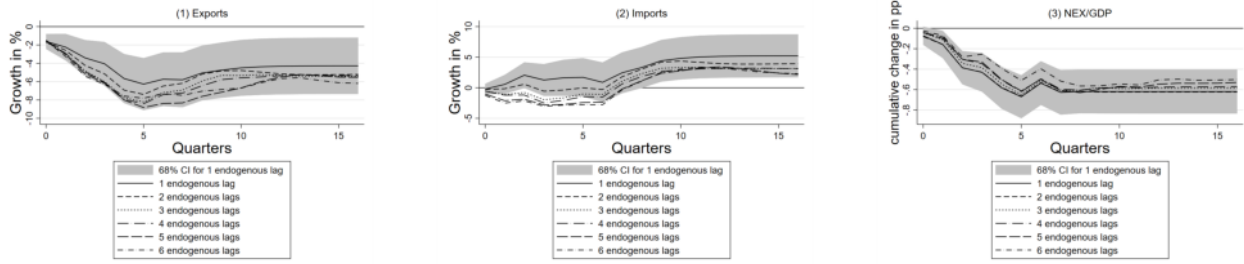 (1) Exports
Growth in %
0
-2
-4
-6
-8
-10
0
5
10
15
Quarters
68% CI for 1 endogenous lag
1 endogenous lag
2 endogenous lags
3 endogenous lags
4 endogenous lags
5 endogenous lags
6 endogenous lags
(2) Imports
Growth in %
10
5
0
-5
0
5
10
15
Quarters
68% CI for 1 endogenous lag
1 endogenous lag
2 endogenous lags
3 endogenous lags
4 endogenous lags
5 endogenous lags
6 endogenous lags
(3) NEX/GDP
cumulative change in pp
0
-.2
-.4
-.6
-.8
0
5
10
15
Quarters
68% CI for 1 endogenous lag
1 endogenous lag
2 endogenous lags
3 endogenous lags
4 endogenous lags
5 endogenous lags
6 endogenous lags